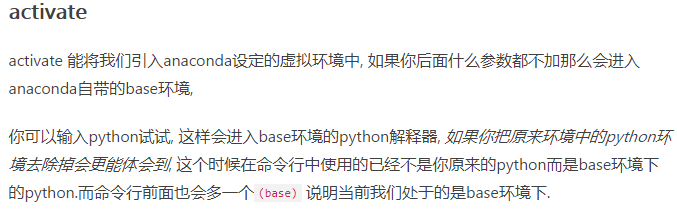 activate
activate 能将我们引入anaconda设定的虚拟环境中, 如果你后面什么参数都不加那么会进入
anaconda自带的base环境,
你可以输入python试试, 这样会进入base环境的python解释器, 如果你把原来环境中的python环
境去除掉会更能体会到, 这个时候在命令行中使用的已经不是你原来的python而是base环境下
的python.而命令行前面也会多一个(base) 说明当前我们处于的是base环境下.